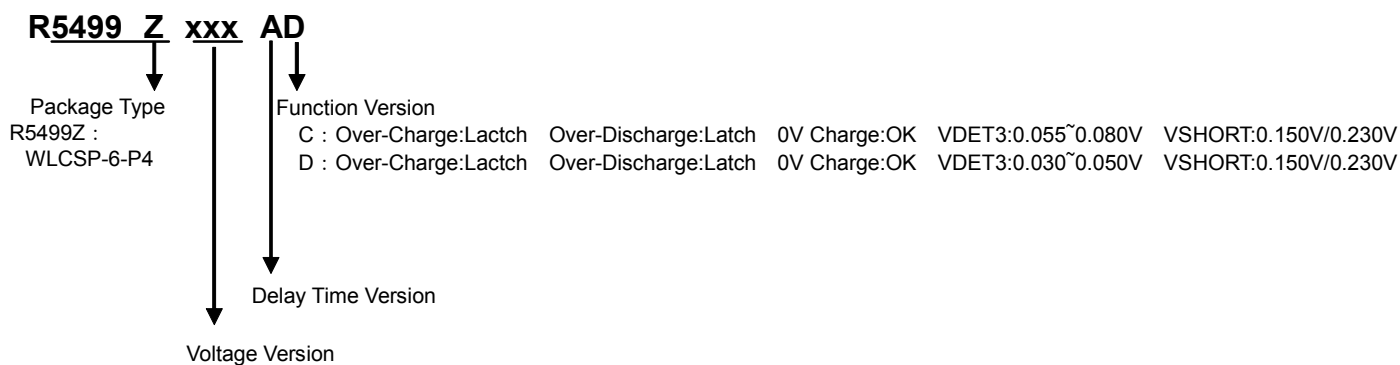 R5499 Z xxx AD
Package Type
R5499Z :
WLCSP-6-P4
Function Version
C : Over-Charge:Lactch Over-Discharge:Latch 0V Charge:OK VDET3:0.055~0.080V VSHORT:0.150V/0.230V
D : Over-Charge:Lactch Over-Discharge:Latch 0V Charge:OK VDET3:0.030~0.050V VSHORT:0.150V/0.230V
Delay Time Version
Voltage Version